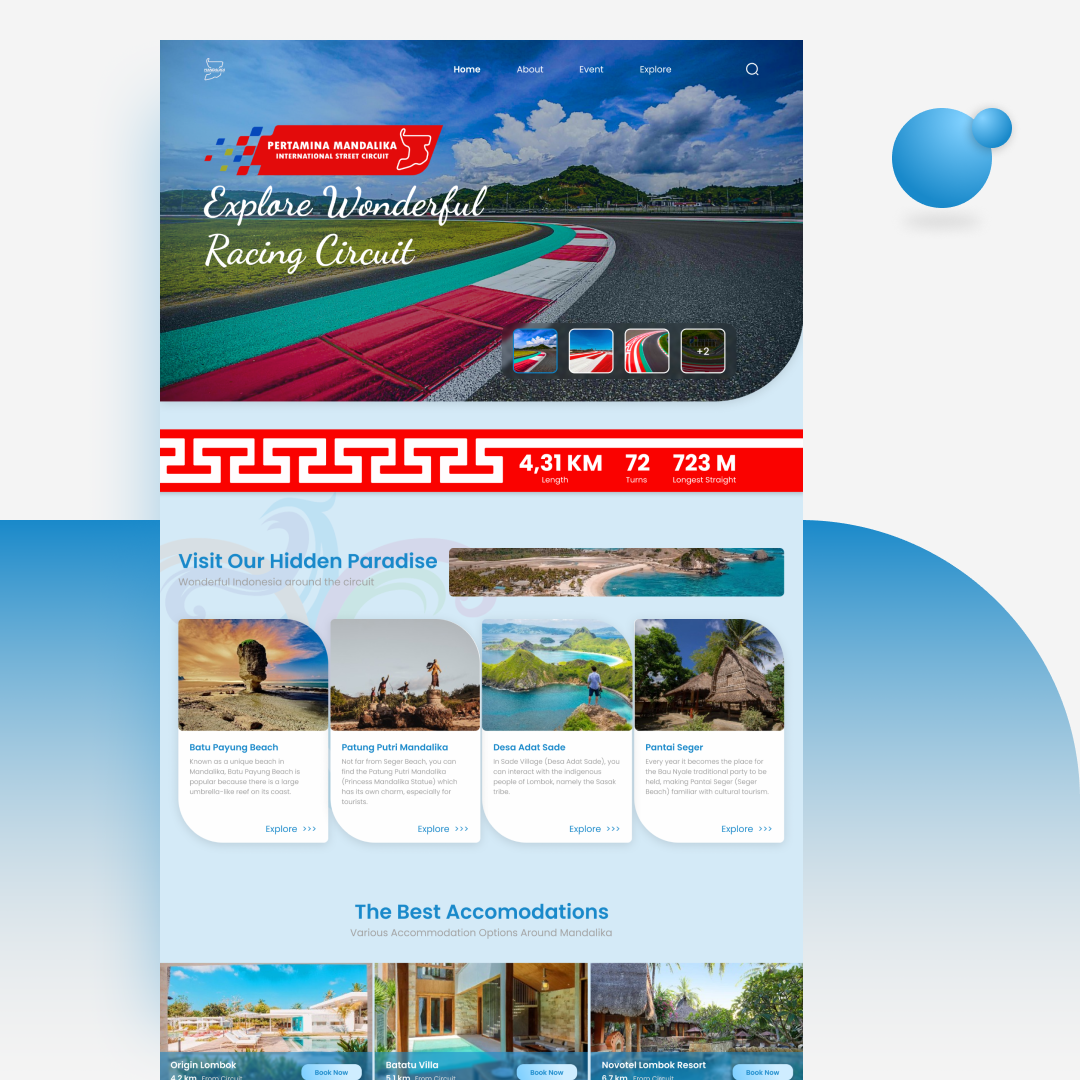 Home About Event Explore
PERTAMINA MANDALIKA
INTERNATIONAL STREET CIRCUIT
Explore Wonderful
Racing Circuit
+2
4,31 KM 72 723 M
Length Turns Longest Straight
Visit Our Hidden Paradise
Wonderful Indonesia around the circuit
Batu Payung Beach
Known as a unique beach in
Mandalika, Batu Payung Beach is
popular because there is a large
umbrella-like reef on its coast.
Explore >>>
Patung Putri Mandalika
Not far from Seger Beach, you can
find the Patung Putri Mandalika
(Princess Mandalika Statue) which
has its own charm, especially for
tourists.
Explore >>>
Desa Adat Sade
In Sade Village (Desa Adat Sade), you
can interact with the indigenous
people of Lombok, namely the Sasak
tribe.
Explore >>>
Pantai Seger
Every year it becomes the place for
the Bau Nyale traditional party to be
held, making Pantai Seger (Seger
Beach) familiar with cultural tourism.
Explore >>>
The Best Accomodations
Various Accommodation Options Around Mandalika
Origin Lombok
4.2 km From Circuit
Book Now
Batatu Villa
5.1 km From Circuit
Book Now
Novotel Lombok Resort
6.7 km From Circuit
Book Now